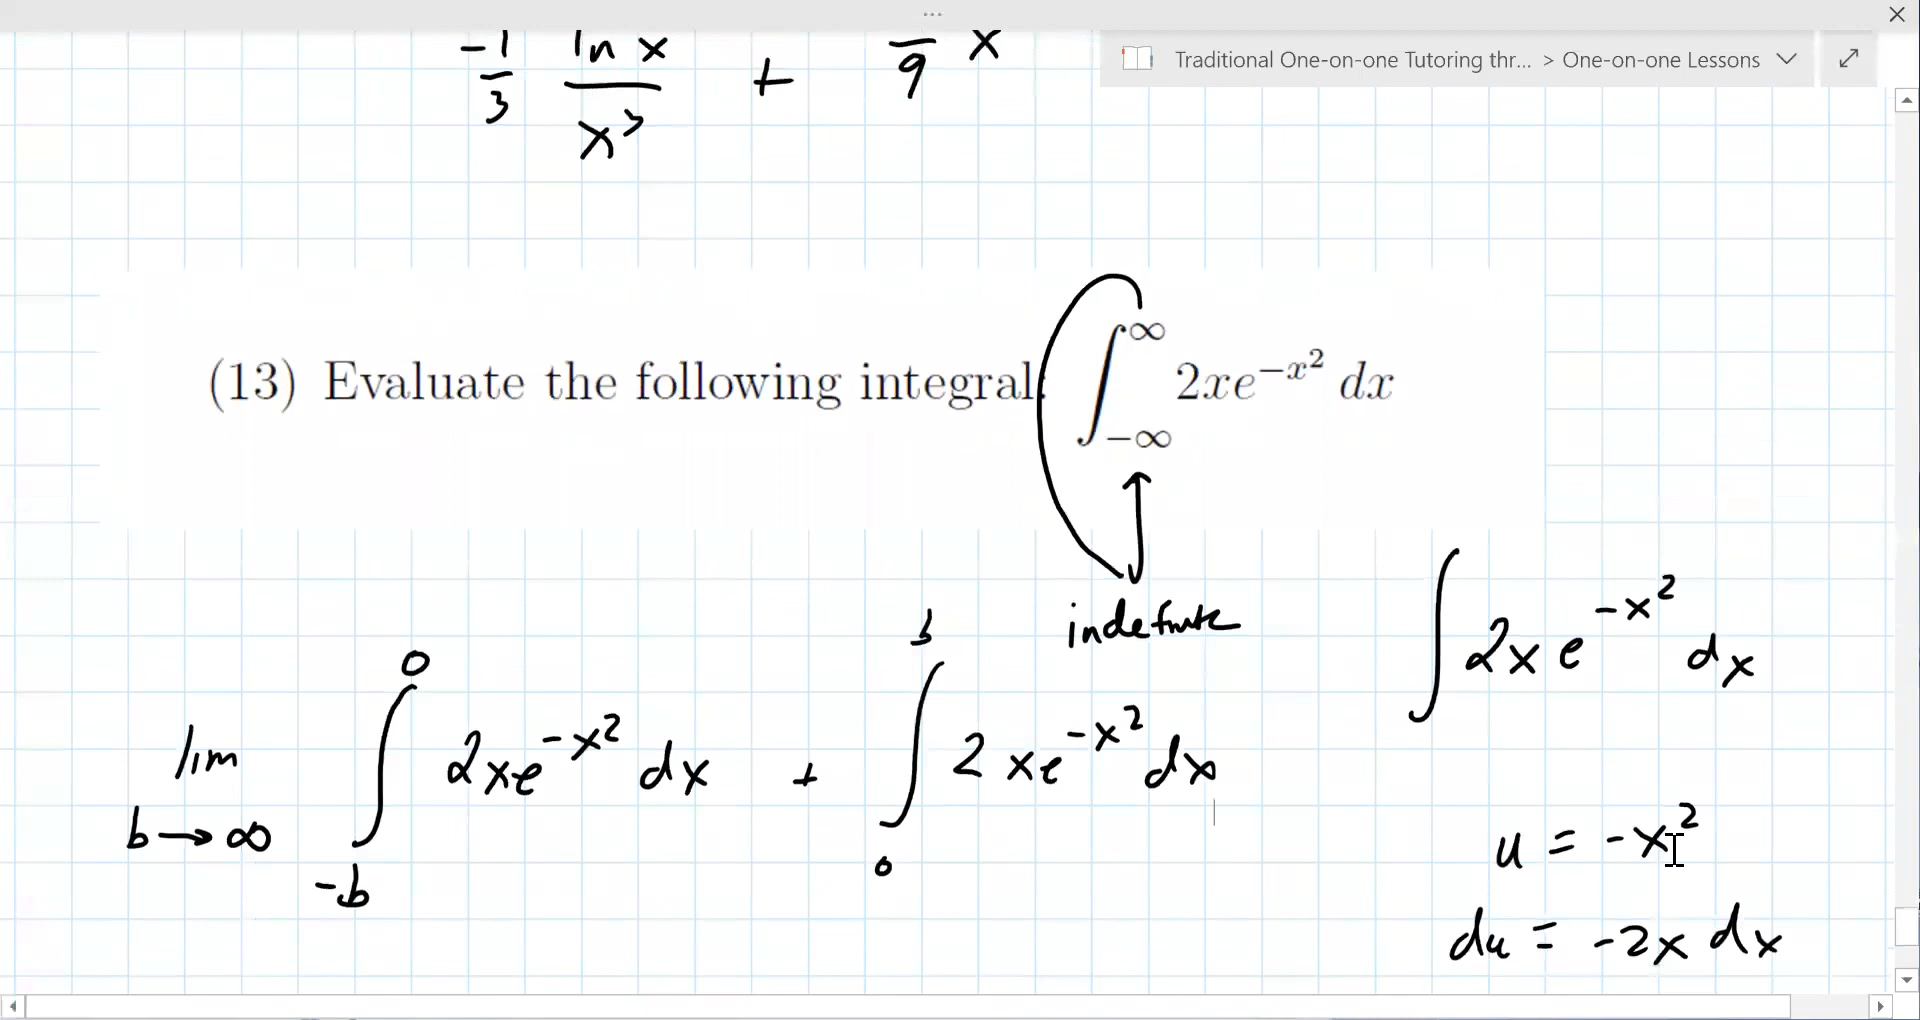 ...
Traditional One-on-one Tutoring thr... > One-on-one Lessons
-1/3 ln x / x³ + /9 x
(13) Evaluate the following integral: ∫_{-∞}^{∞} 2xe^{-x²} dx
indefinite
∫ 2x e^{-x²} dx
lim b→∞ ∫_{-b}^{0} 2xe^{-x²} dx + ∫_{0}^{b} 2xe^{-x²} dx
u = -x²
du = -2x dx